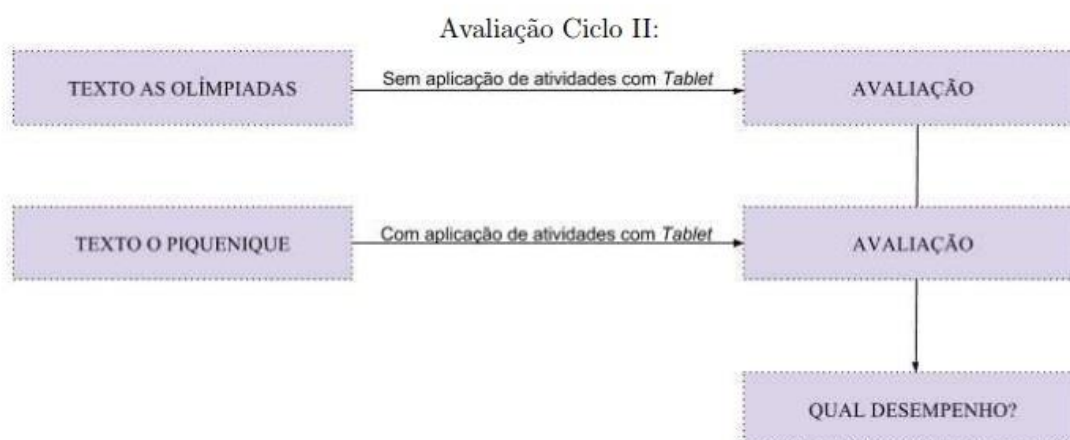 Avaliação Ciclo II:
TEXTO AS OLÍMPIADAS
Sem aplicação de atividades com Tablet
AVALIAÇÃO
TEXTO O PIQUENIQUE
Com aplicação de atividades com Tablet
AVALIAÇÃO
QUAL DESEMPENHO?